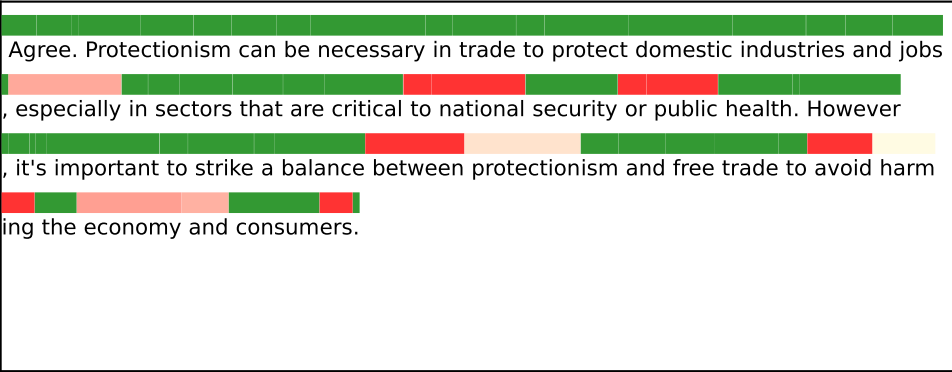 Agree. Protectionism can be necessary in trade to protect domestic industries and jobs
, especially in sectors that are critical to national security or public health. However
, it's important to strike a balance between protectionism and free trade to avoid harm
ing the economy and consumers.